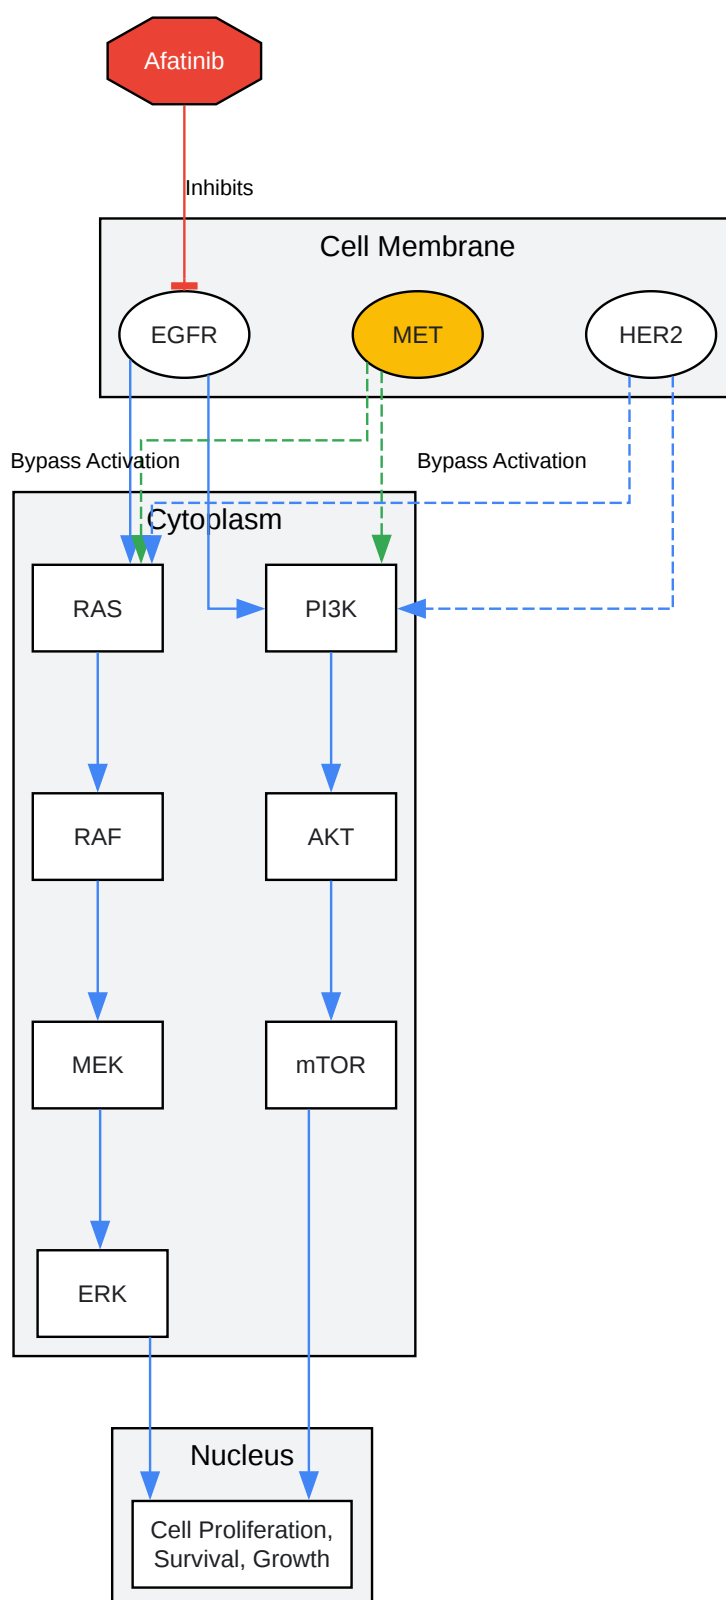 Afatinib
Inhibits
Cell Membrane
EGFR
MET
HER2
Bypass Activation
Bypass Activation
Cytoplasm
RAS
PI3K
RAF
AKT
MEK
mTOR
ERK
Nucleus
Cell Proliferation,
Survival, Growth